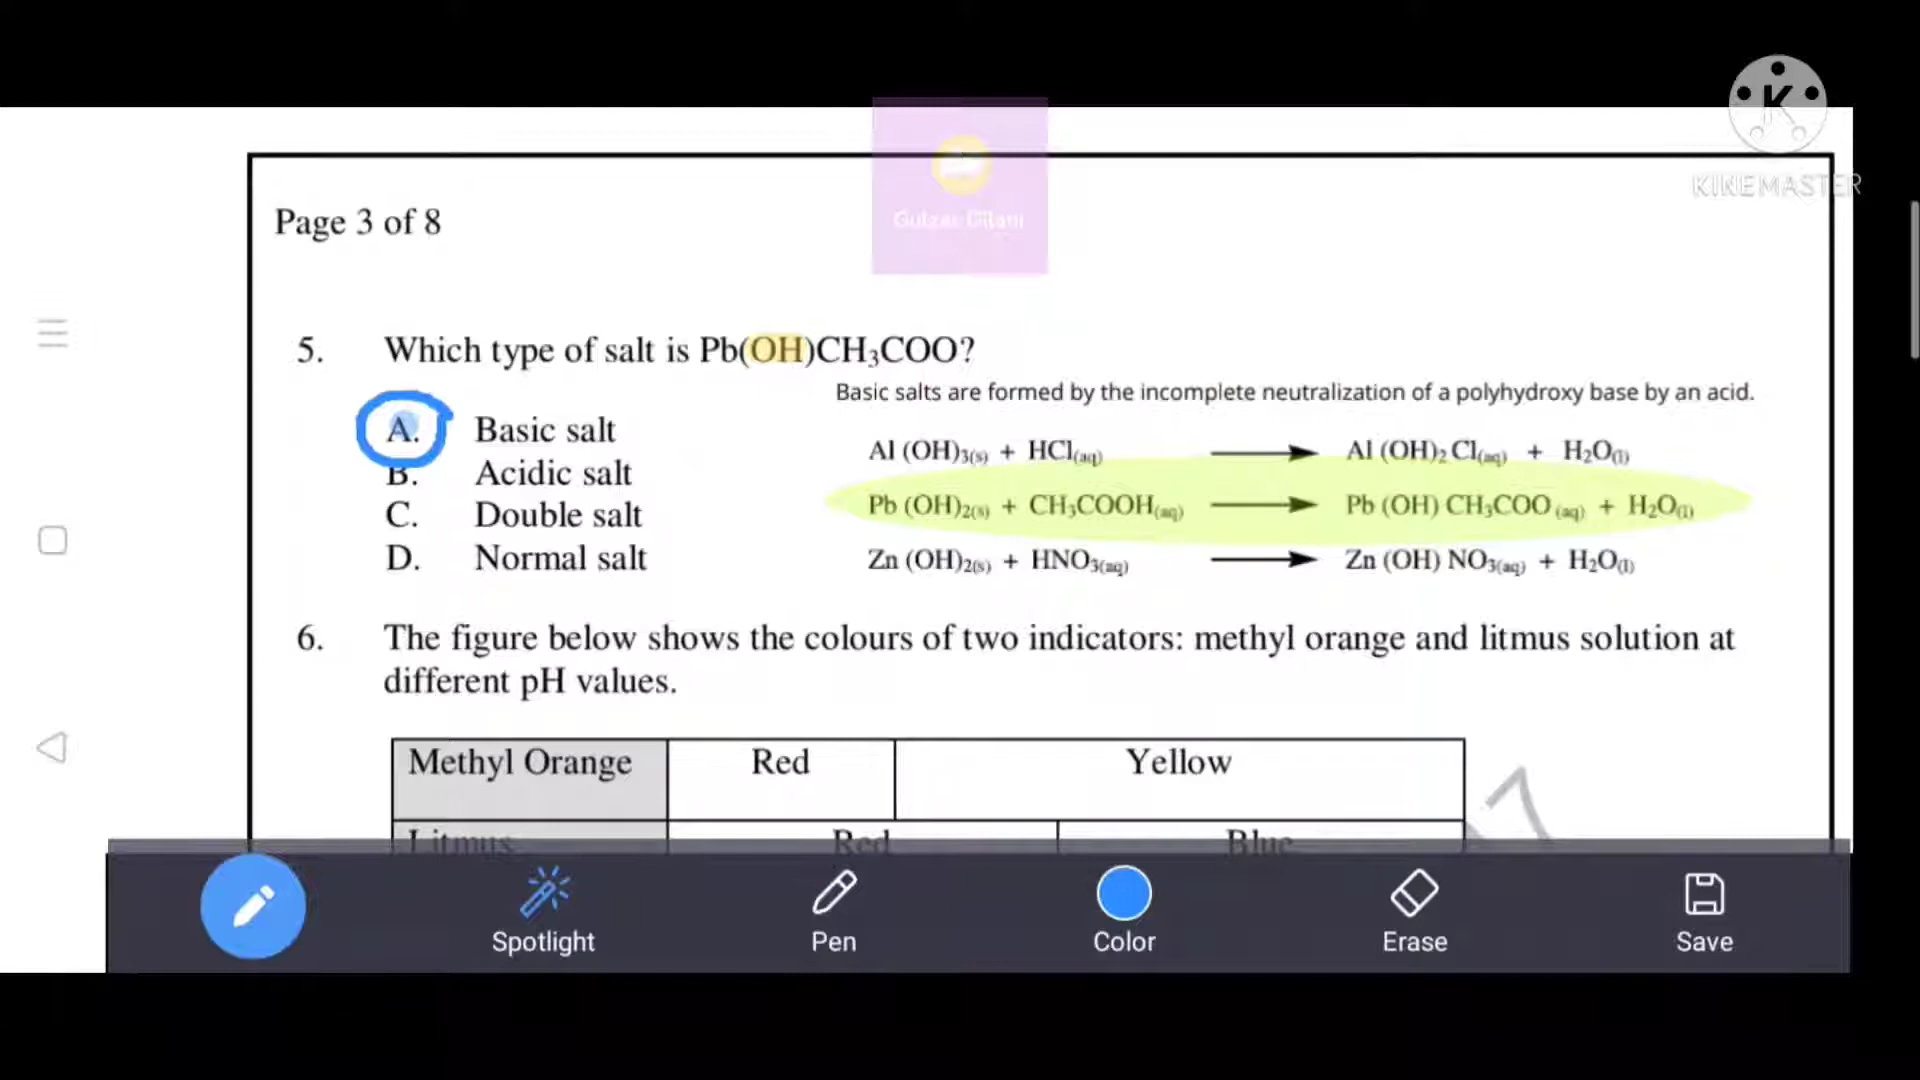 KINEMASTER
Page 3 of 8
5. Which type of salt is Pb(OH)CH₃COO?
Basic salts are formed by the incomplete neutralization of a polyhydroxy base by an acid.
A. Basic salt
B. Acidic salt
C. Double salt
D. Normal salt
Al (OH)₃(s) + HCl(aq) ⟶ Al (OH)₂ Cl(aq) + H₂O(l)
Pb (OH)₂(s) + CH₃COOH(aq) ⟶ Pb (OH) CH₃COO (aq) + H₂O(l)
Zn (OH)₂(s) + HNO₃(aq) ⟶ Zn (OH) NO₃(aq) + H₂O(l)
6. The figure below shows the colours of two indicators: methyl orange and litmus solution at
different pH values.
Methyl Orange Red Yellow
Litmus Red Blue
Spotlight Pen Color Erase Save